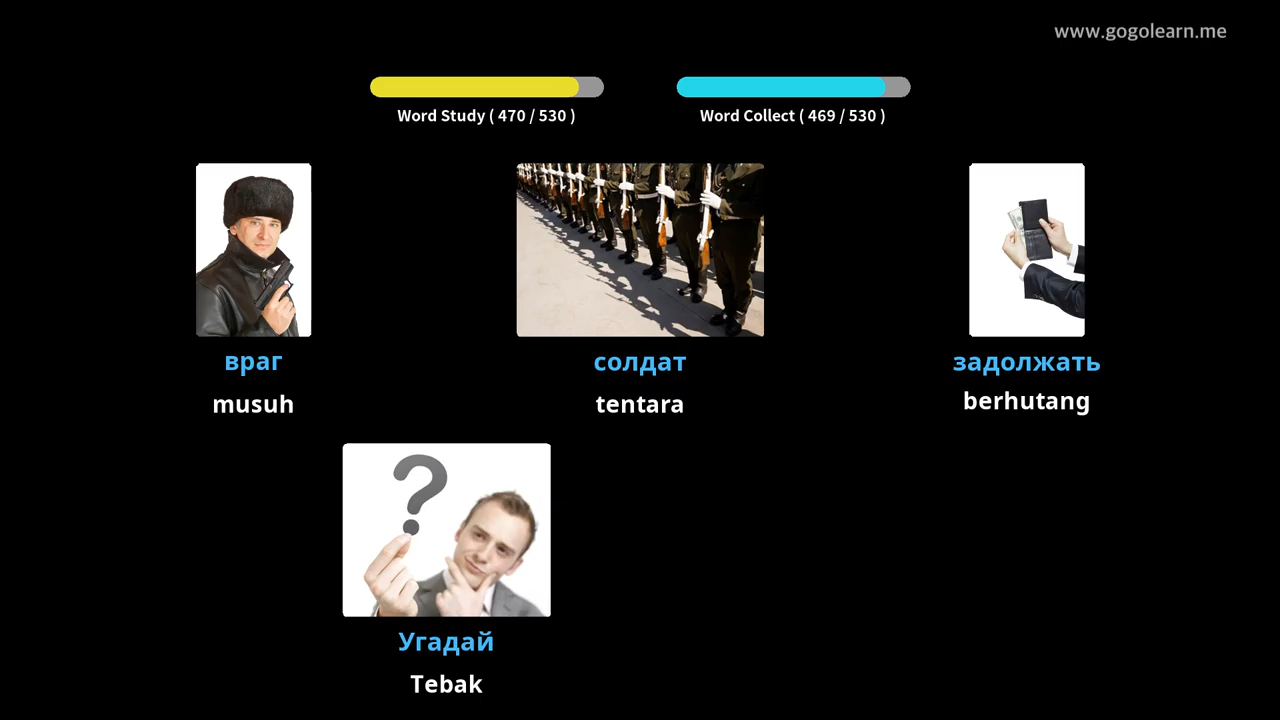 www.gogolearn.me
Word Study ( 470 / 530 )
Word Collect ( 469 / 530 )
враг
солдат
задолжать
musuh
tentara
berhutang
Угадай
Tebak